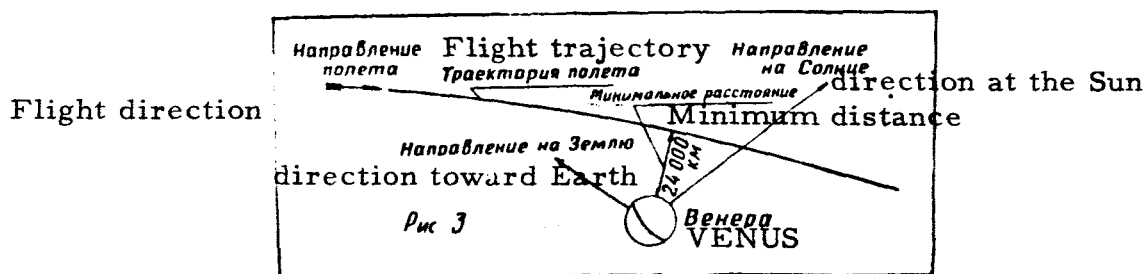 Направление
полета
Flight trajectory
Траектория полета
Направление
на Солнце
direction at the Sun
Flight direction
Минимальное расстояние
Minimum distance
Направление на Землю
direction toward Earth
24 000
км
Рис 3
Венера
VENUS